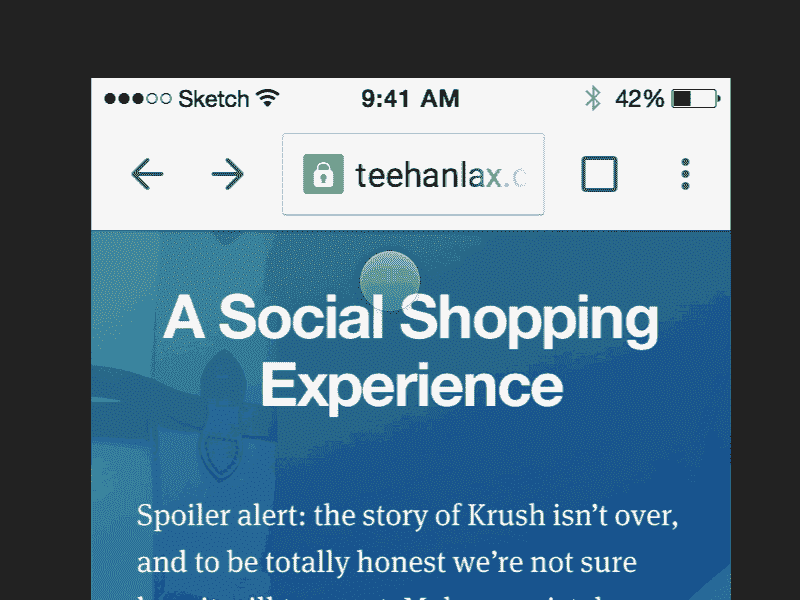 Sketch 9:41 AM 42%
teehanlax.c
A Social Shopping
Experience
Spoiler alert: the story of Krush isn’t over,
and to be totally honest we’re not sure